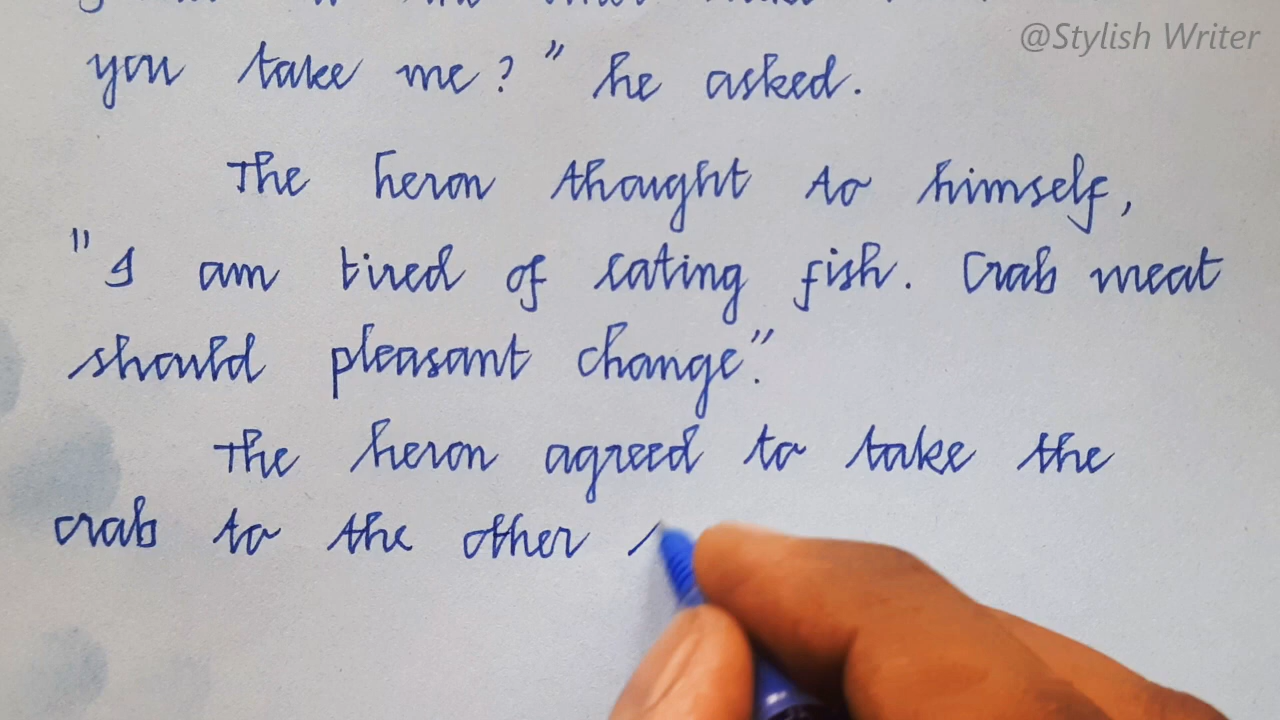 @Stylish Writer
you take me?" he asked.
The heron thought to himself,
"I am tired of eating fish. Crab meat
should pleasant change."
The heron agreed to take the
crab to the other